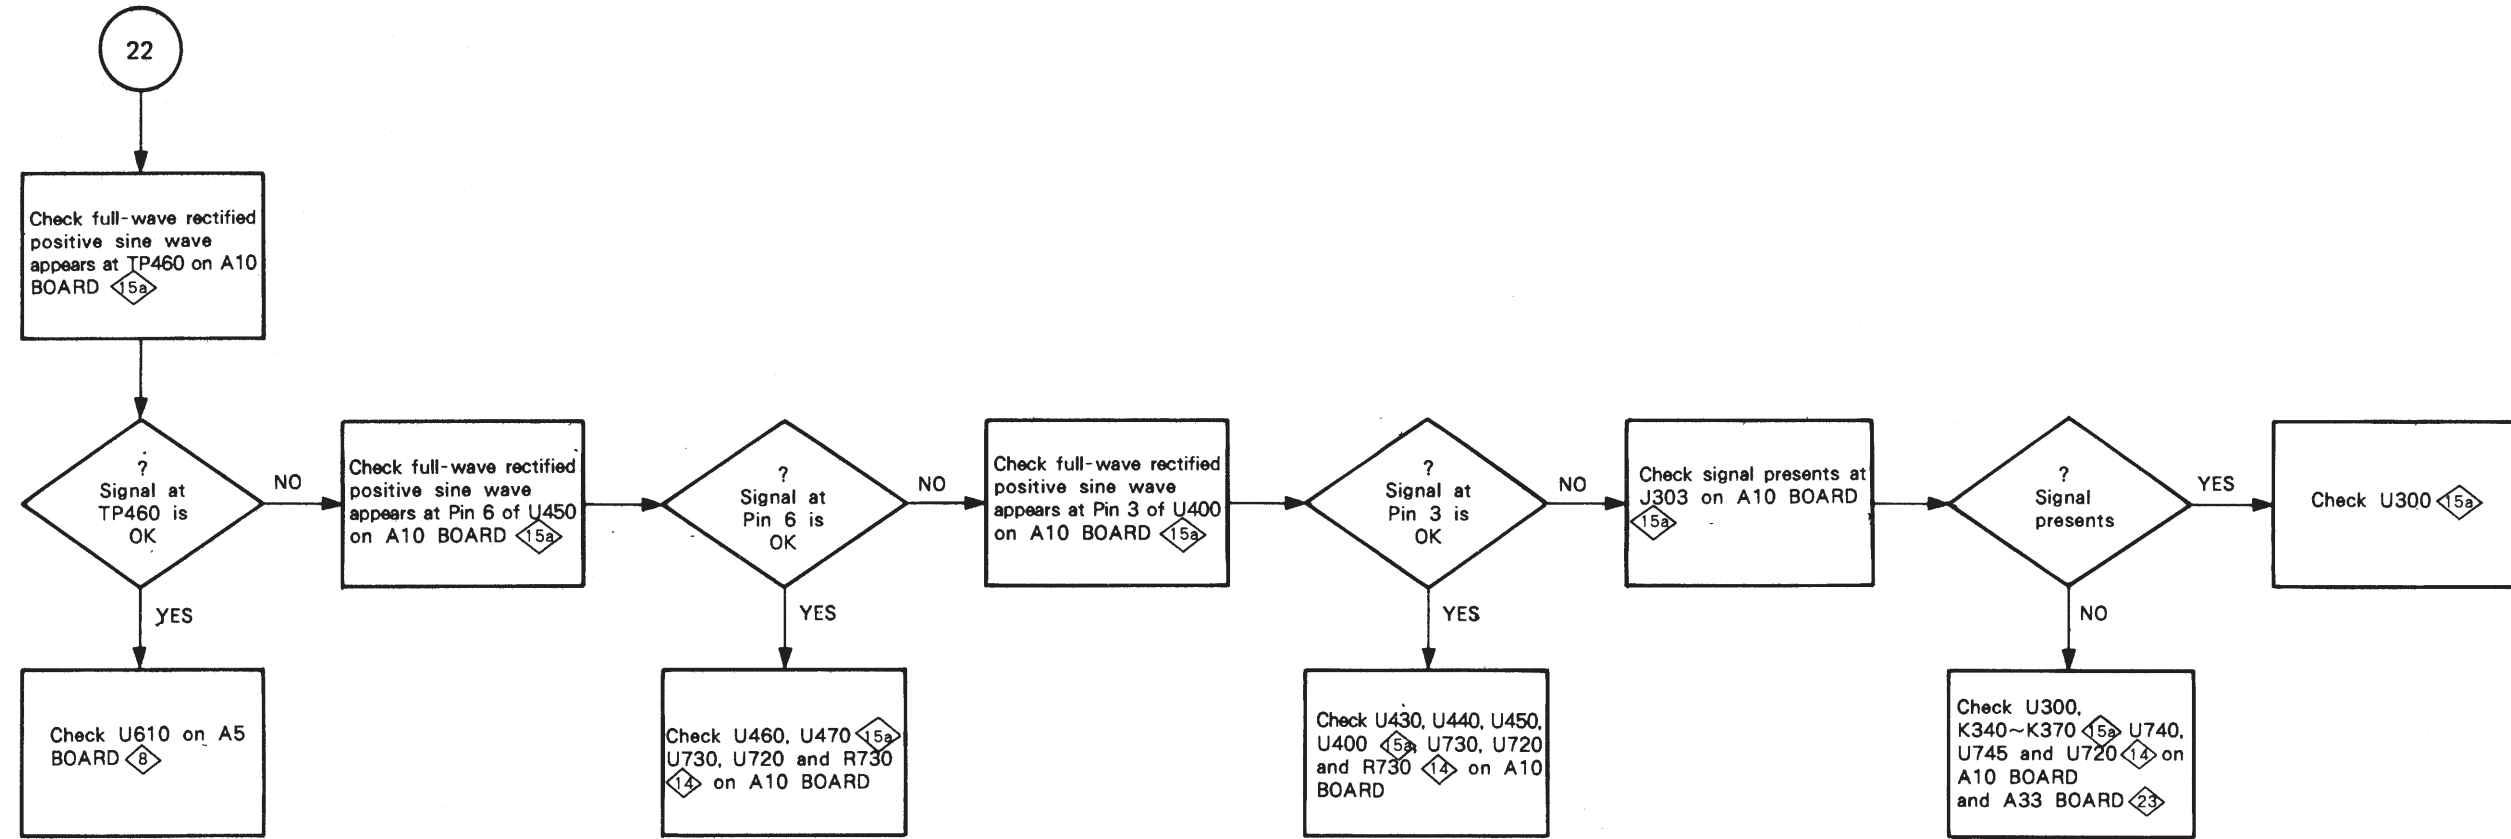 22
Check full-wave rectified
positive sine wave
appears at TP460 on A10
BOARD 15a
?
Signal at
TP460 is
OK
NO
YES
Check U610 on A5
BOARD 8
Check full-wave rectified
positive sine wave
appears at Pin 6 of U450
on A10 BOARD 15a
?
Signal at
Pin 6 is
OK
NO
YES
Check U460, U470 15a
U730, U720 and R730
14 on A10 BOARD
Check full-wave rectified
positive sine wave
appears at Pin 3 of U400
on A10 BOARD 15a
?
Signal at
Pin 3 is
OK
NO
YES
Check U430, U440, U450,
U400 15a, U730, U720
and R730 14 on A10
BOARD
Check signal presents at
J303 on A10 BOARD
15a
?
Signal
presents
YES
NO
Check U300 15a
Check U300,
K340~K370 15a U740,
U745 and U720 14 on
A10 BOARD
and A33 BOARD 23